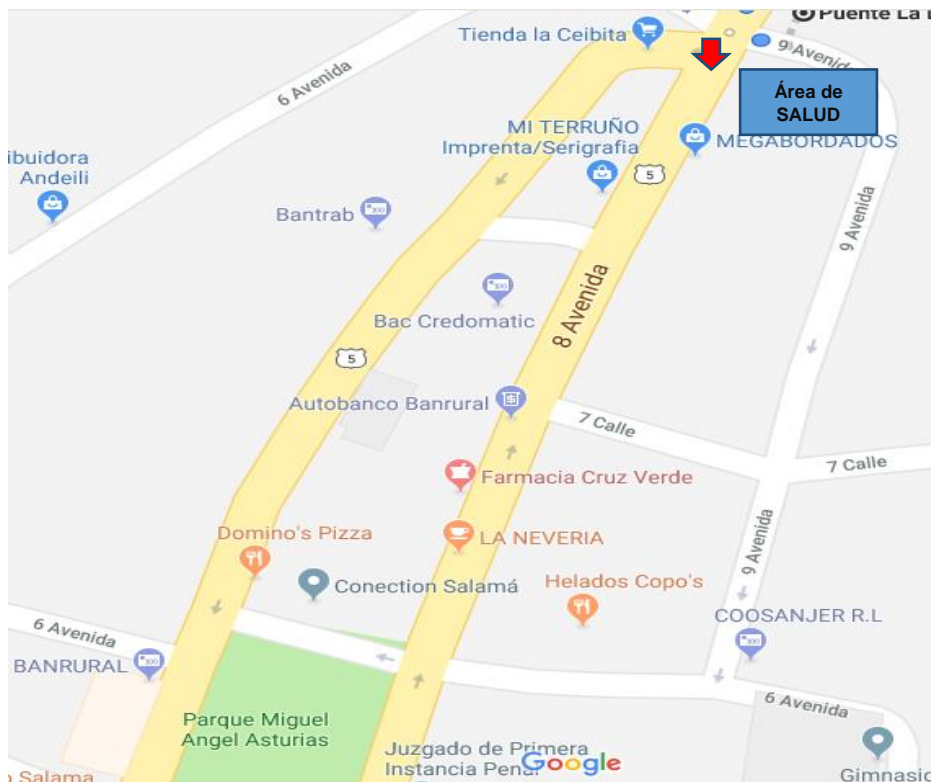 Puente La
Tienda la Ceibita
9 Avenida
6 Avenida
Área de
SALUD
MI TERRUÑO
Imprenta/Serigrafia
MEGABORDADOS
ibuidora
Andeili
5
Bantrab
9 Avenida
Bac Credomatic
8 Avenida
5
Autobanco Banrural
7 Calle
7 Calle
Farmacia Cruz Verde
Domino's Pizza
LA NEVERIA
9 Avenida
Conection Salamá
Helados Copo's
COOSANJER R.L
6 Avenida
BANRURAL
6 Avenida
Parque Miguel
Angel Asturias
Juzgado de Primera
Instancia Penal
Google
Salama
Gimnasio